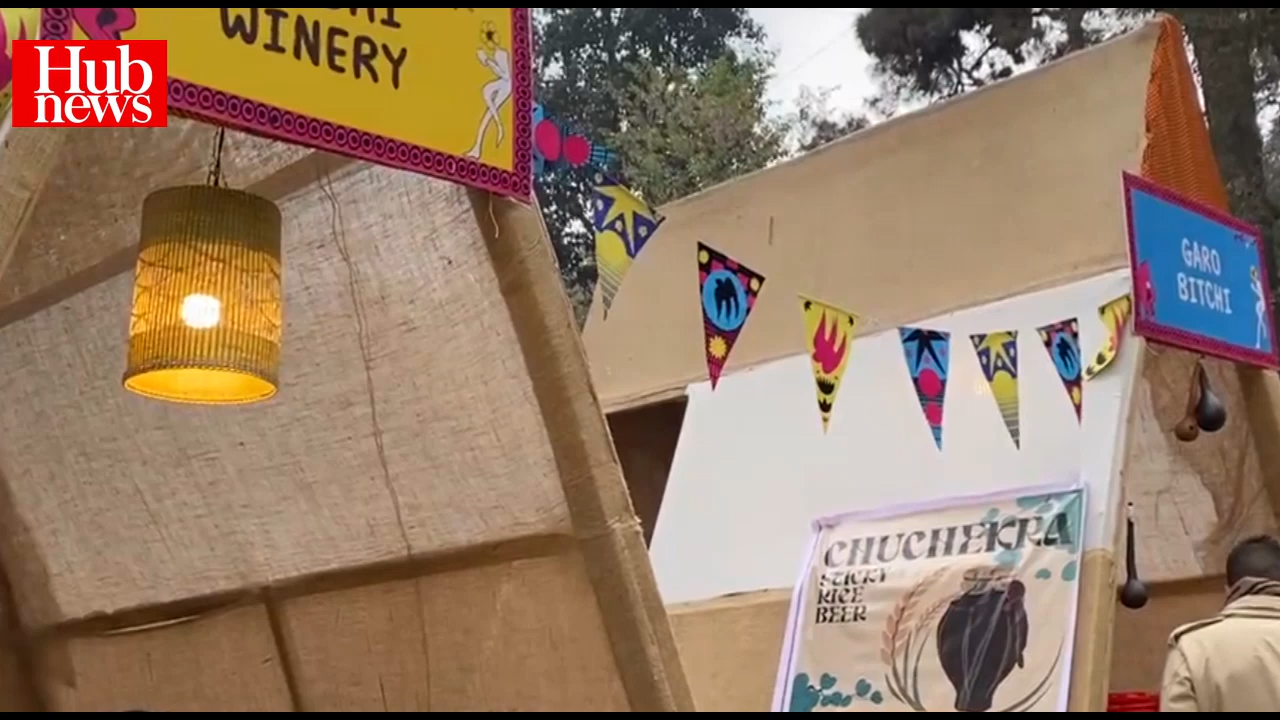 Hub
news
WINERY
GARO
BITCHI
CHUCHEKRA
STICKY
RICE
BEER